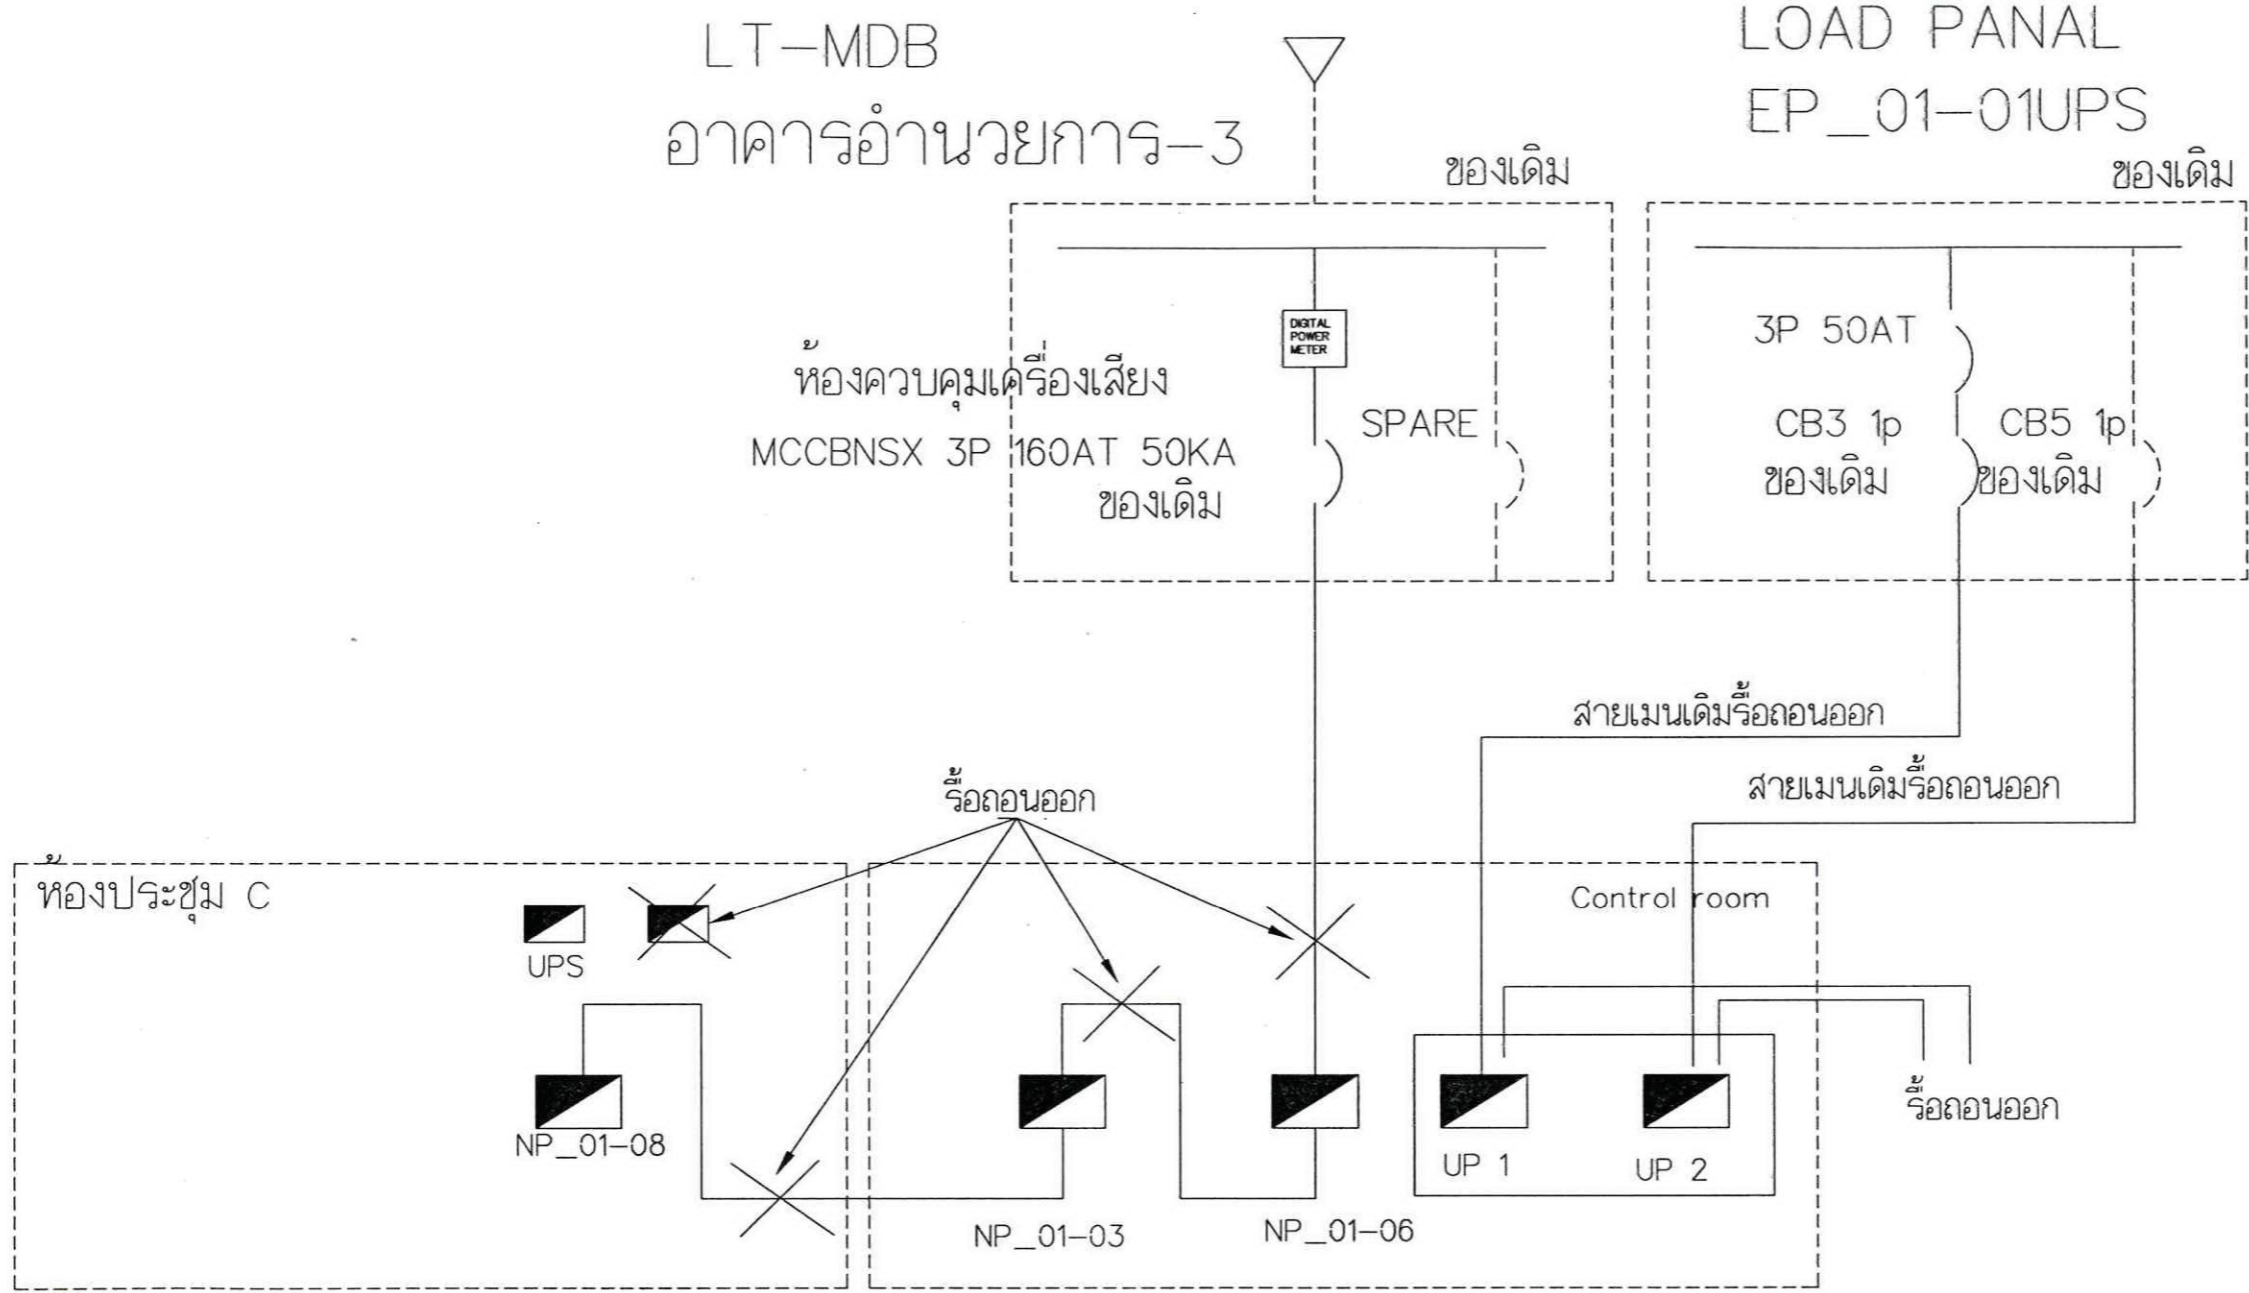 LT-MDB
อาคารอำนวยการ-3
LOAD PANAL
EP_01-01UPS
ของเดิม
ของเดิม
DIGITAL
POWER
METER
ห้องควบคุมเครื่องเสียง
MCCBNSX 3P 160AT 50KA
ของเดิม
SPARE
3P 50AT
CB3 1p
ของเดิม
CB5 1p
ของเดิม
สายเมนเดิมรื้อถอนออก
สายเมนเดิมรื้อถอนออก
รื้อถอนออก
ห้องประชุม C
Control room
UPS
NP_01-08
NP_01-03
NP_01-06
UP 1
UP 2
รื้อถอนออก